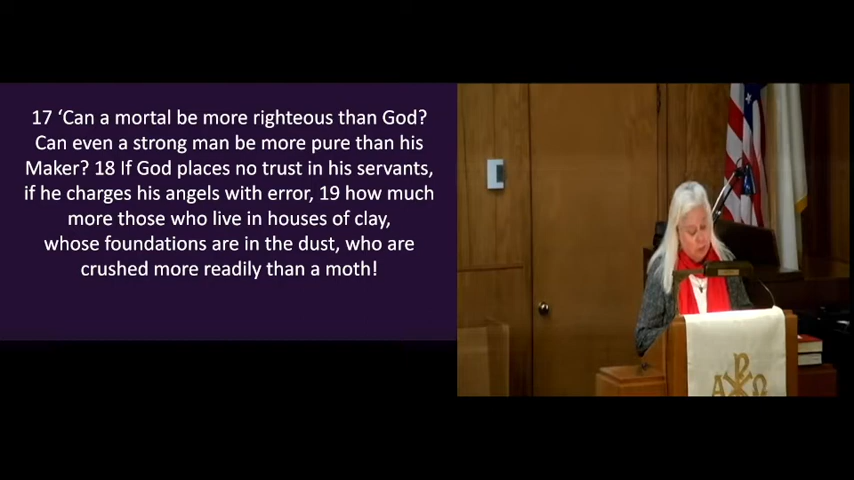 17 ‘Can a mortal be more righteous than God?
Can even a strong man be more pure than his
Maker? 18 If God places no trust in his servants,
if he charges his angels with error, 19 how much
more those who live in houses of clay,
whose foundations are in the dust, who are
crushed more readily than a moth!
Α Ω